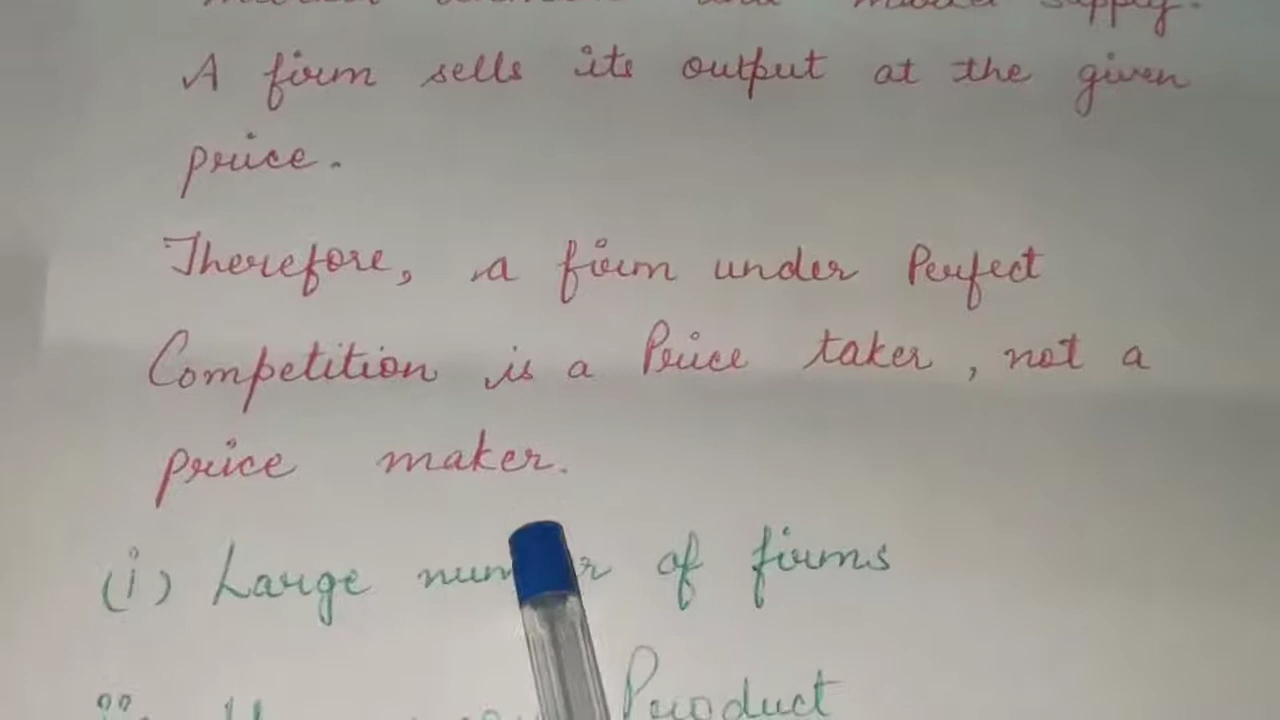 supply.
A firm sells its output at the given
price.
Therefore, a firm under Perfect
Competition is a Price taker, not a
price maker.
(i) Large of firms
Product